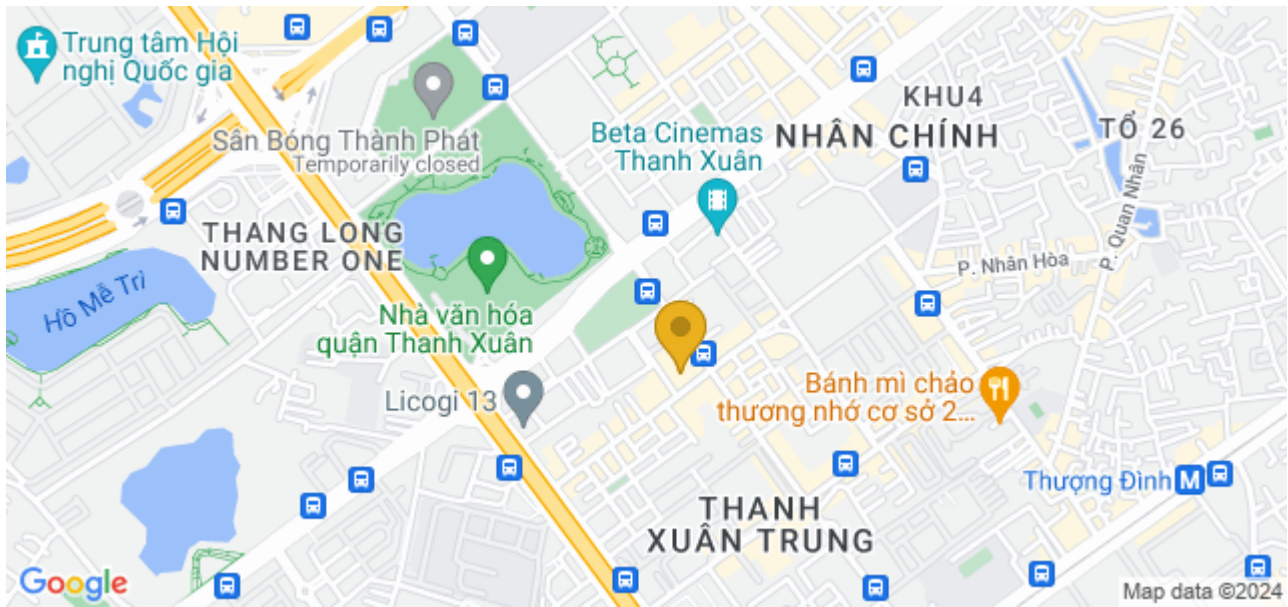 Trung tâm Hội
nghị Quốc gia
KHU4
NHÂN CHÍNH
TỔ 26
Sân Bóng Thành Phát
Temporarily closed
Beta Cinemas
Thanh Xuân
P. Quan Nhân
THANG LONG
NUMBER ONE
P. Nhân Hòa
Hồ Mễ Trì
Nhà văn hóa
quận Thanh Xuân
Licogi 13
Bánh mì chảo
thương nhớ cơ sở 2...
Thượng Đình
M
THANH
XUÂN TRUNG
Google
Map data ©2024